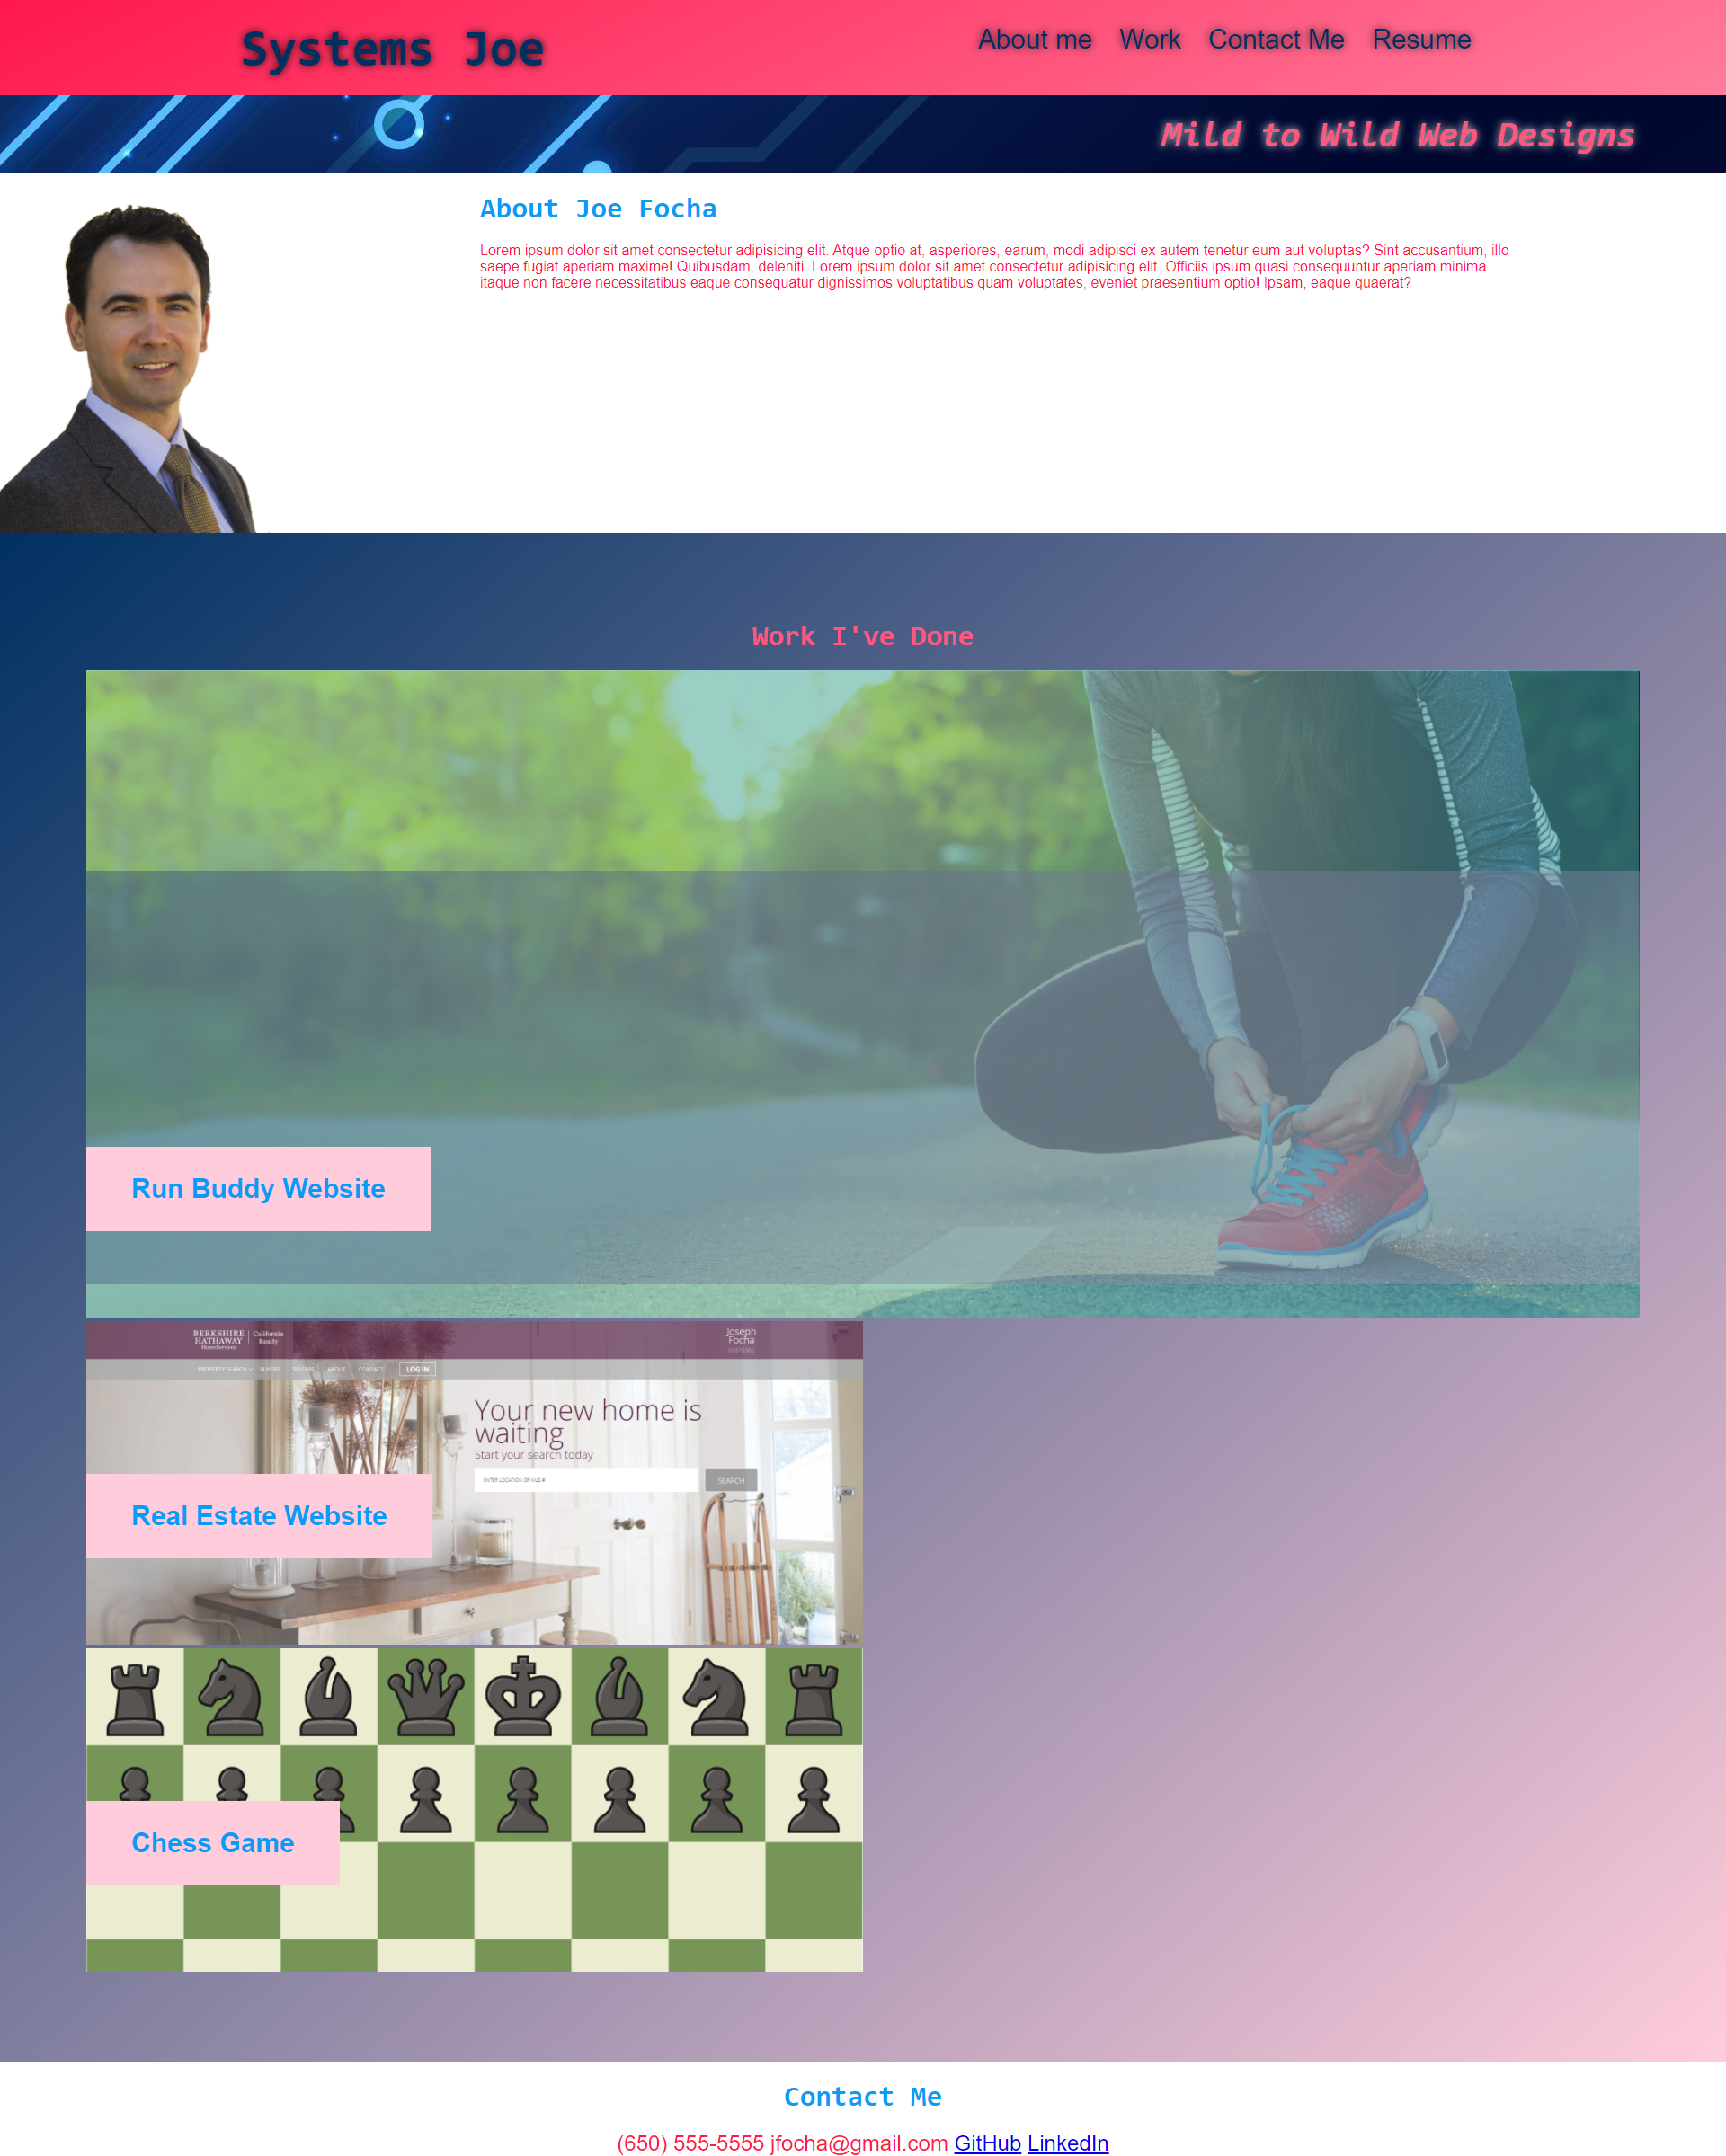 Systems Joe
About me Work Contact Me Resume
Mild to Wild Web Designs
About Joe Focha
Lorem ipsum dolor sit amet consectetur adipisicing elit. Atque optio at, asperiores, earum, modi adipisci ex autem tenetur eum aut voluptas? Sint accusantium, illo
saepe fugiat aperiam maxime! Quibusdam, deleniti. Lorem ipsum dolor sit amet consectetur adipisicing elit. Officiis ipsum quasi consequuntur aperiam minima
itaque non facere necessitatibus eaque consequatur dignissimos voluptatibus quam voluptates, eveniet praesentium optio! Ipsam, eaque quaerat?
Work I've Done
Run Buddy Website
BERKSHIRE
HATHAWAY
HomeServices
California
Realty
Joseph
Focha
PROPERTY SEARCH BUYERS SELLERS ABOUT CONTACT LOG IN
Your new home is
waiting
Start your search today
ENTER LOCATION OR MLS #
SEARCH
Real Estate Website
Chess Game
Contact Me
(650) 555-5555 jfocha@gmail.com GitHub LinkedIn